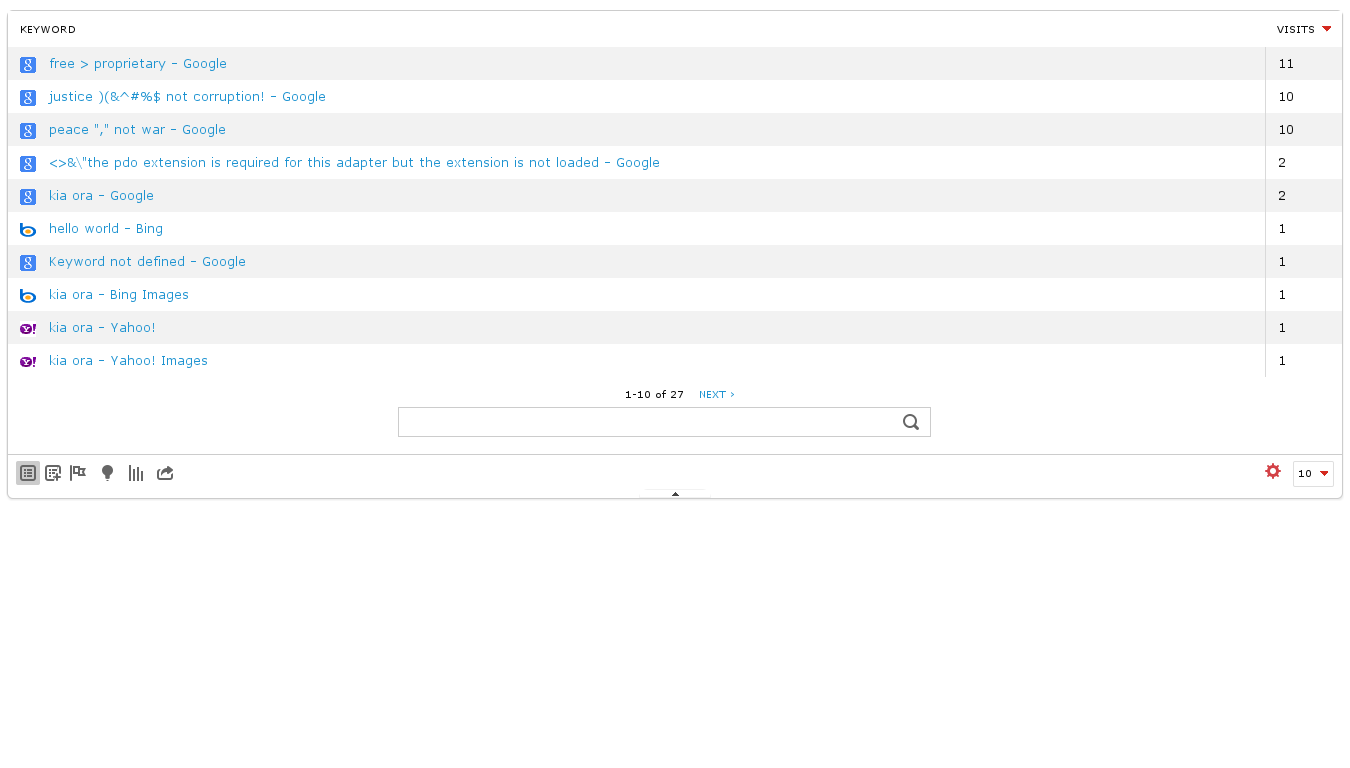 KEYWORD VISITS
free > proprietary - Google 11
justice )(&^#%$ not corruption! - Google 10
peace "," not war - Google 10
<>&\"the pdo extension is required for this adapter but the extension is not loaded - Google 2
kia ora - Google 2
hello world - Bing 1
Keyword not defined - Google 1
kia ora - Bing Images 1
kia ora - Yahoo! 1
kia ora - Yahoo! Images 1
1-10 of 27 NEXT ›
10